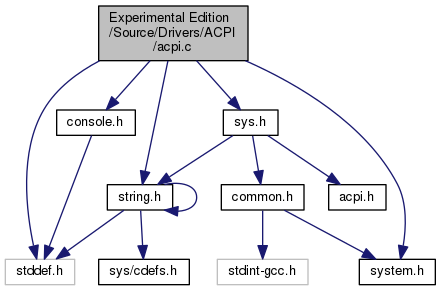 Experimental Edition
/Source/Drivers/ACPI
/acpi.c
console.h
sys.h
string.h
common.h
acpi.h
stddef.h
sys/cdefs.h
stdint-gcc.h
system.h